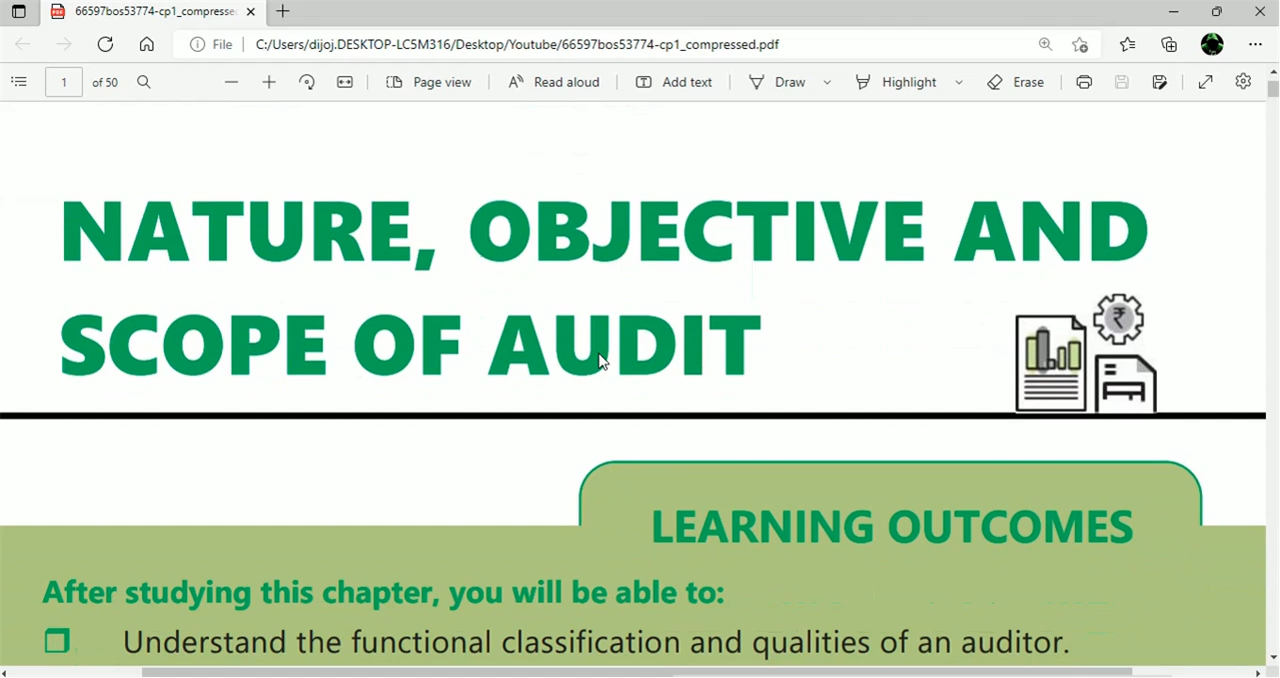 66597bos53774-cp1_compresse
File
C:/Users/dijoj.DESKTOP-LC5M316/Desktop/Youtube/66597bos53774-cp1_compressed.pdf
1 of 50
Page view
Read aloud
Add text
Draw
Highlight
Erase
NATURE, OBJECTIVE AND
SCOPE OF AUDIT
₹
LEARNING OUTCOMES
After studying this chapter, you will be able to:
Understand the functional classification and qualities of an auditor.